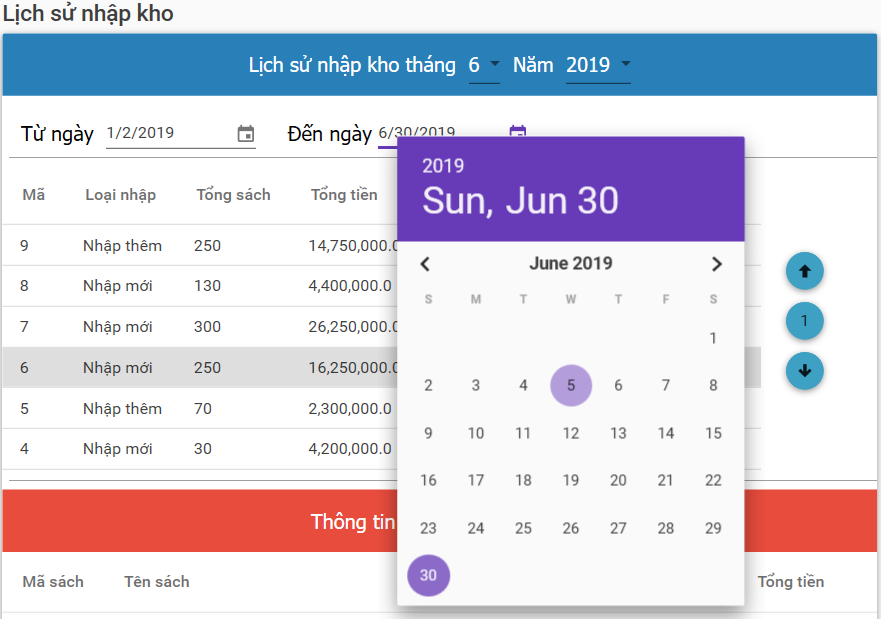 Lịch sử nhập kho
Lịch sử nhập kho tháng 6 Năm 2019
Từ ngày 1/2/2019 Đến ngày 6/30/2019
Mã Loại nhập Tổng sách Tổng tiền
9 Nhập thêm 250 14,750,000.0
8 Nhập mới 130 4,400,000.0
7 Nhập mới 300 26,250,000.0
6 Nhập mới 250 16,250,000.0
5 Nhập thêm 70 2,300,000.0
4 Nhập mới 30 4,200,000.0
2019
Sun, Jun 30
June 2019
S M T W T F S
1
2 3 4 5 6 7 8
9 10 11 12 13 14 15
16 17 18 19 20 21 22
23 24 25 26 27 28 29
30
1
Thông tin
Mã sách Tên sách Tổng tiền